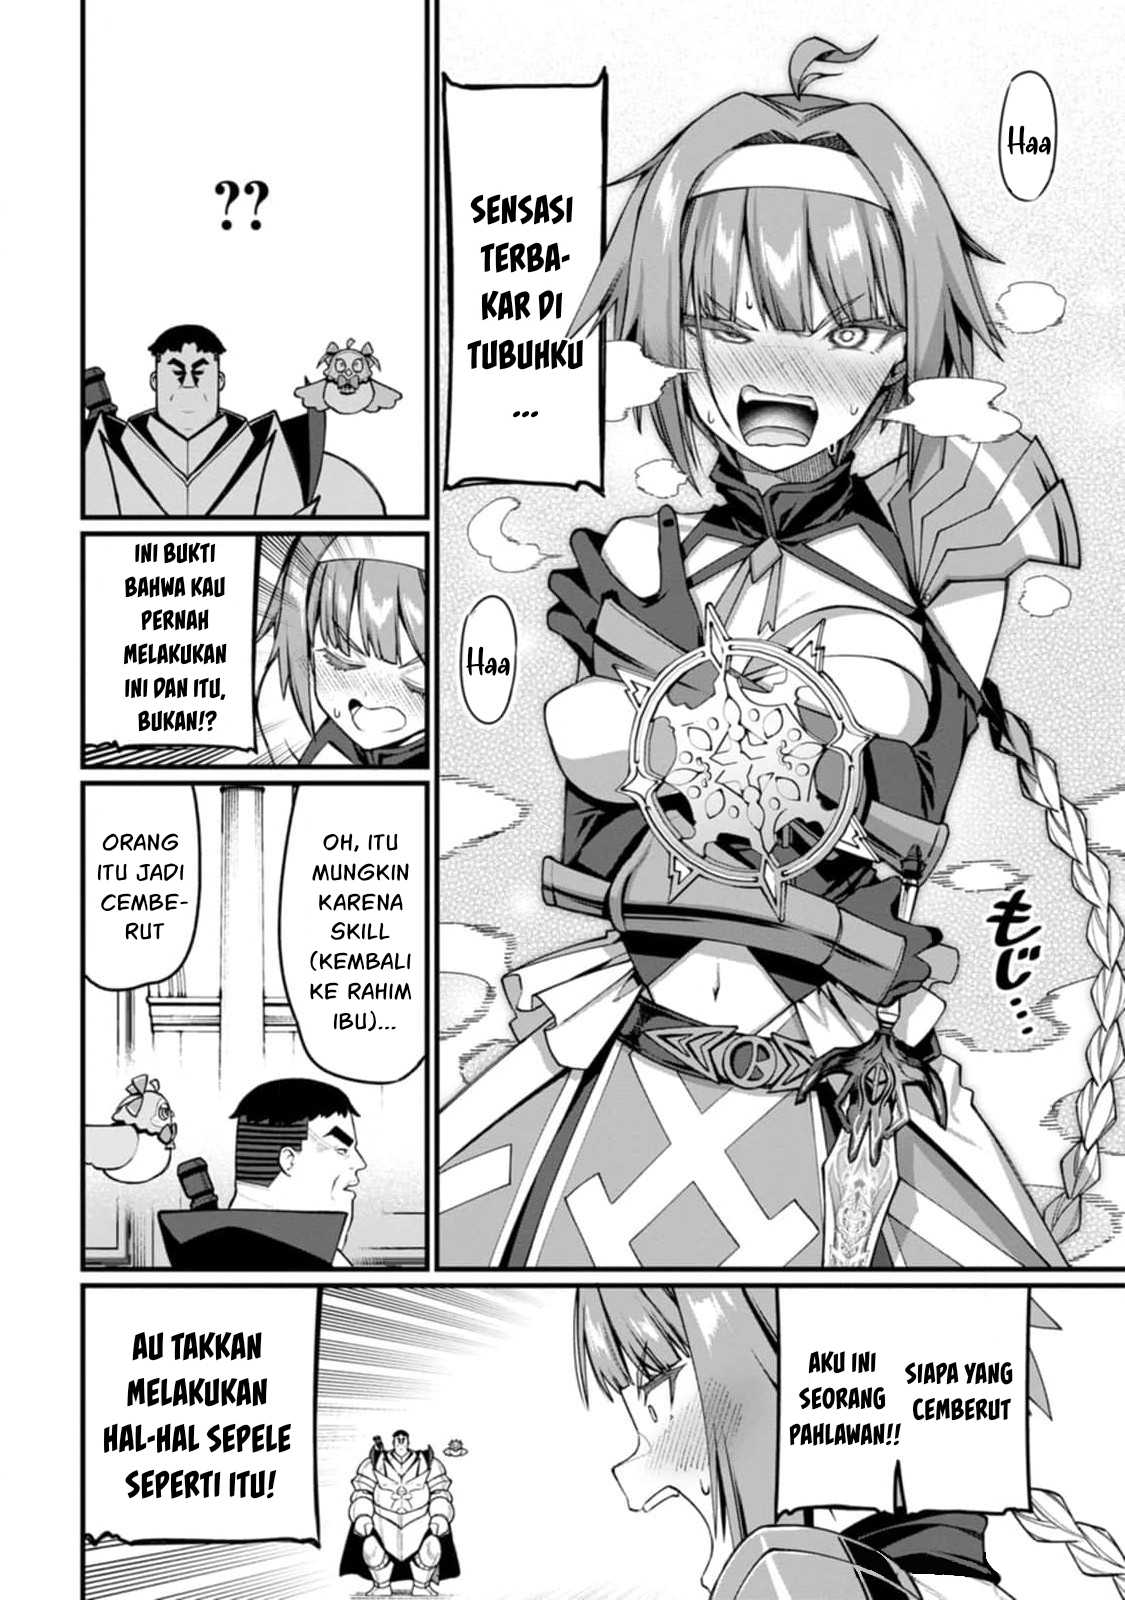 Haa
SENSASI
TERBA-
KAR DI
TUBUHKU
...
Haa
もじ...
??
INI BUKTI
BAHWA KAU
PERNAH
MELAKUKAN
INI DAN ITU,
BUKAN!?
OH, ITU
MUNGKIN
KARENA
SKILL
(KEMBALI
KE RAHIM
IBU)...
ORANG
ITU JADI
CEMBE-
RUT
SIAPA YANG
CEMBERUT
AKU INI
SEORANG
PAHLAWAN!!
AU TAKKAN
MELAKUKAN
HAL-HAL SEPELE
SEPERTI ITU!